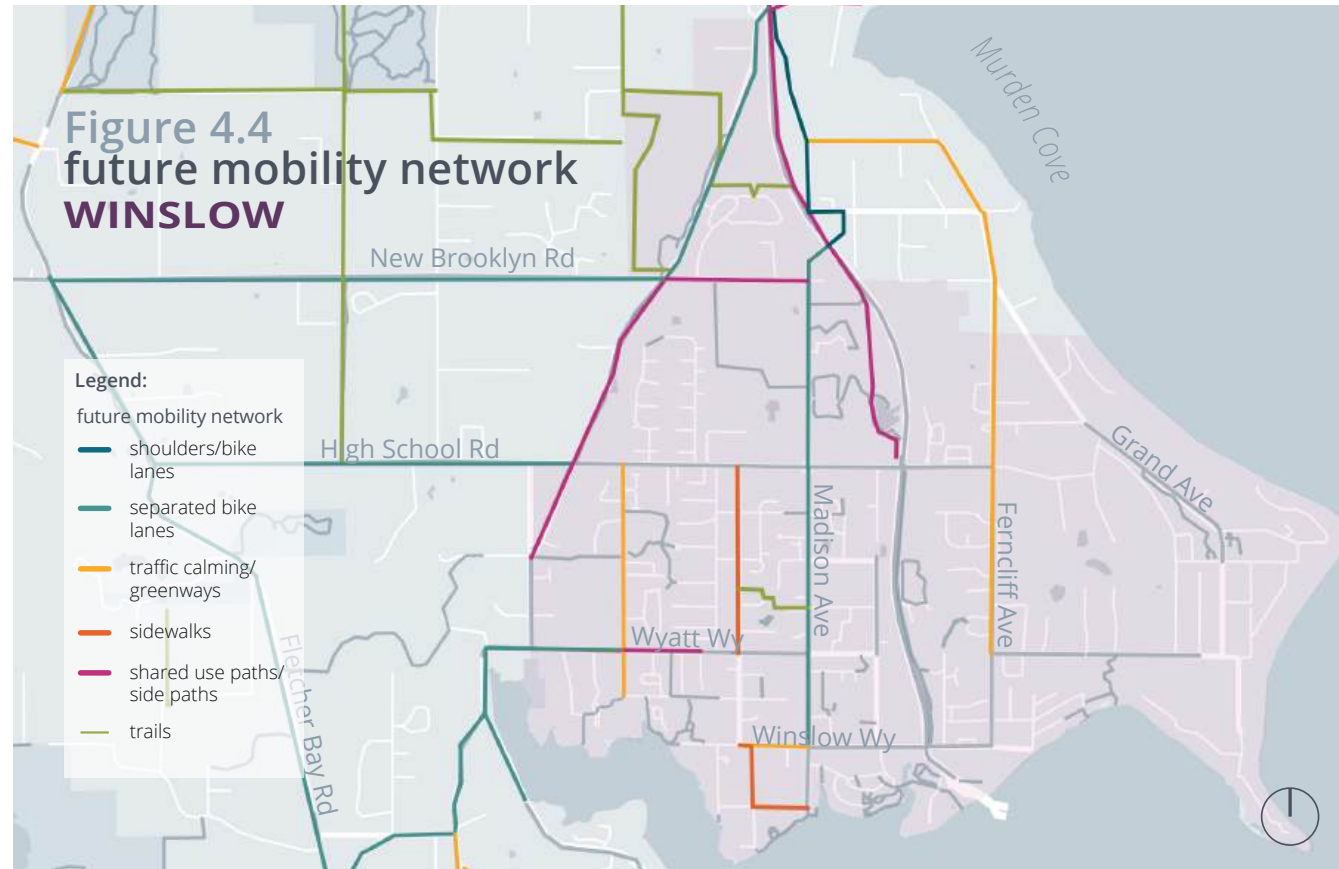 Figure 4.4
future mobility network
WINSLOW
Murden Cove
New Brooklyn Rd
Legend:
future mobility network
shoulders/bike
lanes
separated bike
lanes
traffic calming/
greenways
sidewalks
shared use paths/
side paths
trails
High School Rd
Grand Ave
Madison Ave
Ferncliff Ave
Wyatt Wy
Fletcher Bay Rd
Winslow Wy